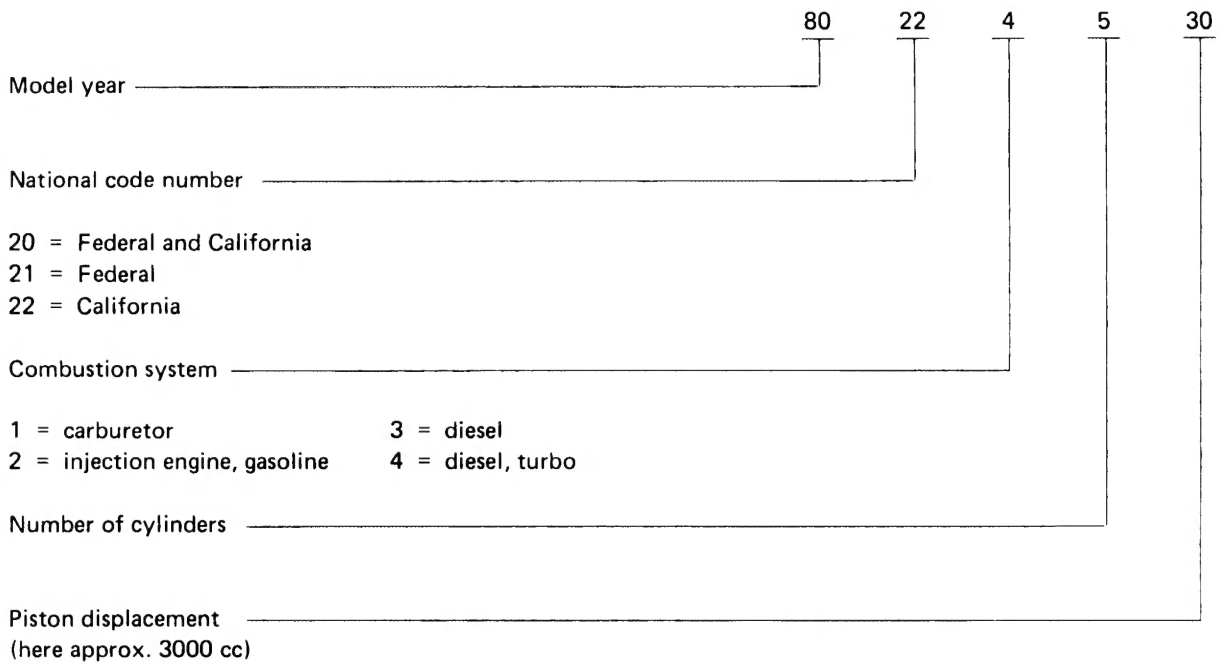 80 22 4 5 30
Model year
National code number
20 = Federal and California
21 = Federal
22 = California
Combustion system
1 = carburetor 3 = diesel
2 = injection engine, gasoline 4 = diesel, turbo
Number of cylinders
Piston displacement
(here approx. 3000 cc)